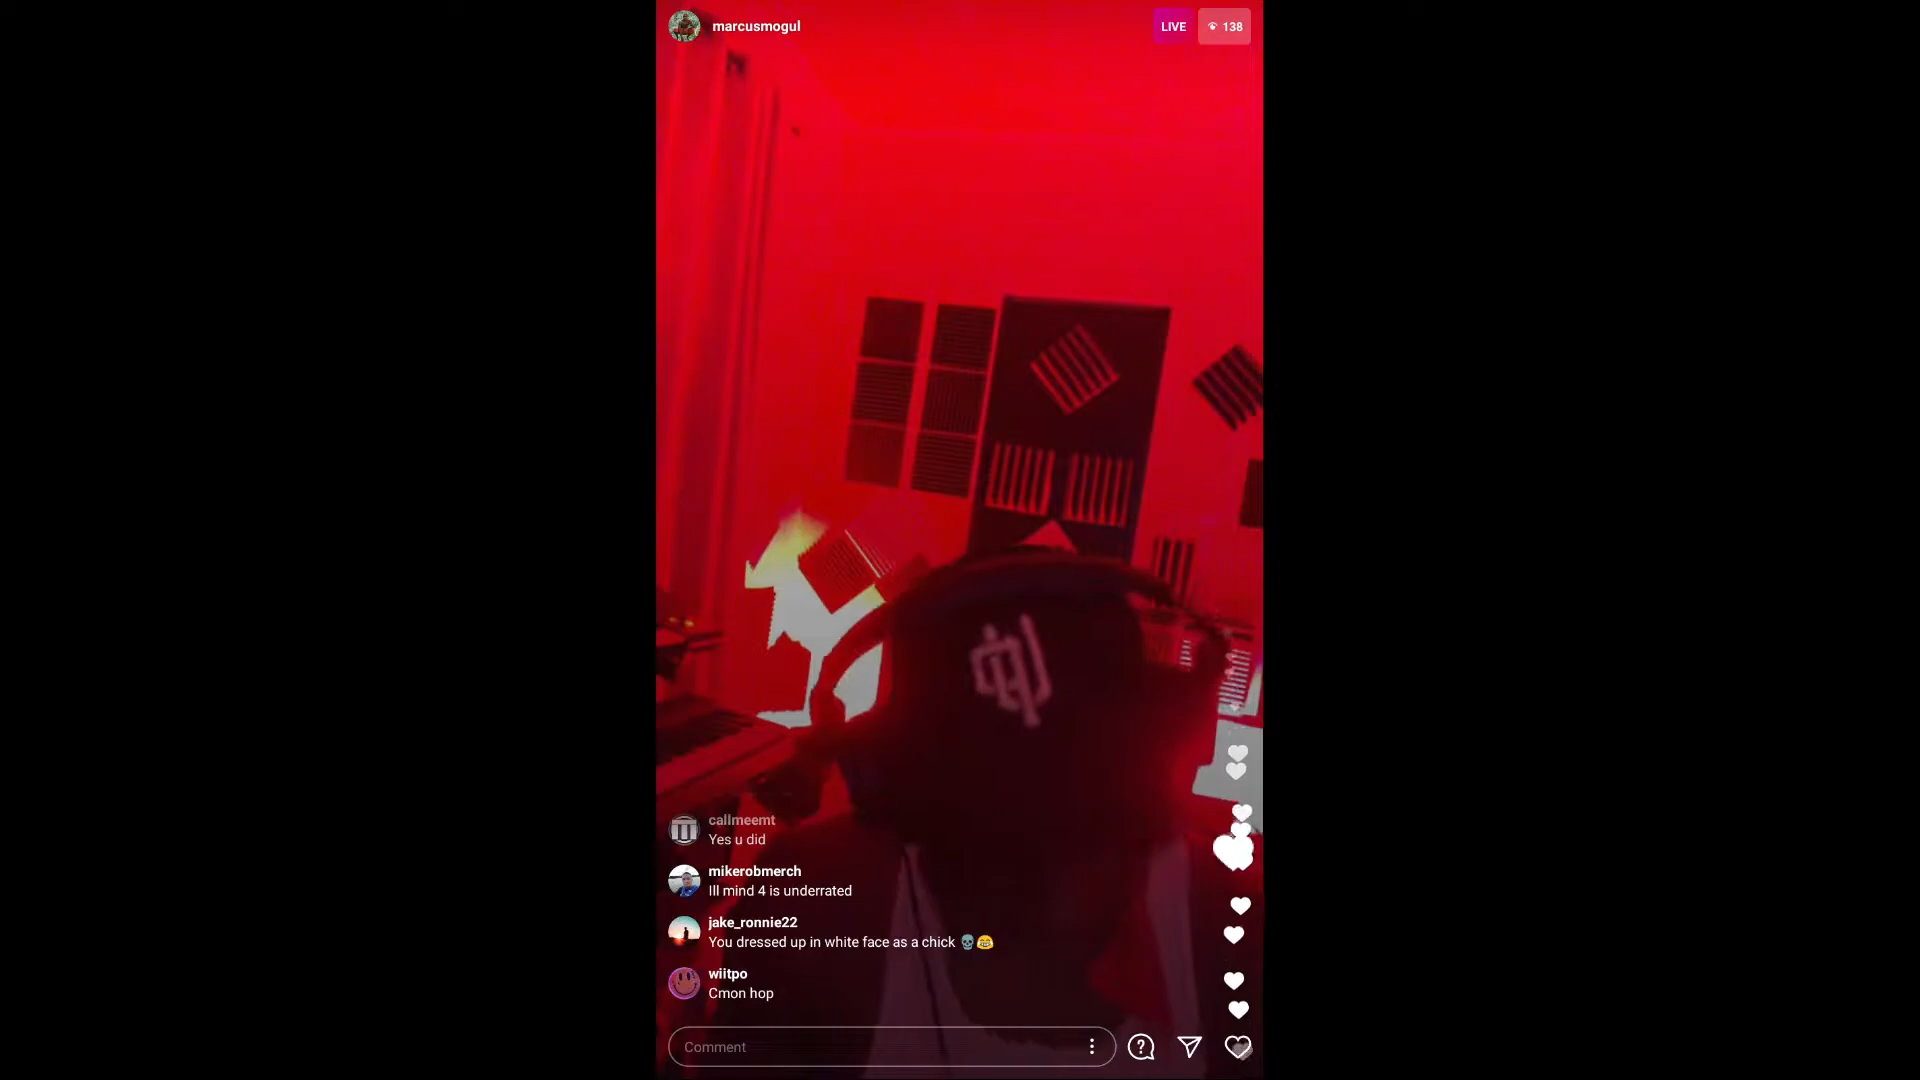 marcusmogul
LIVE
138
callmeemt
Yes u did
mikerobmerch
Ill mind 4 is underrated
jake_ronnie22
You dressed up in white face as a chick 💀😂
wiitpo
Cmon hop
Comment